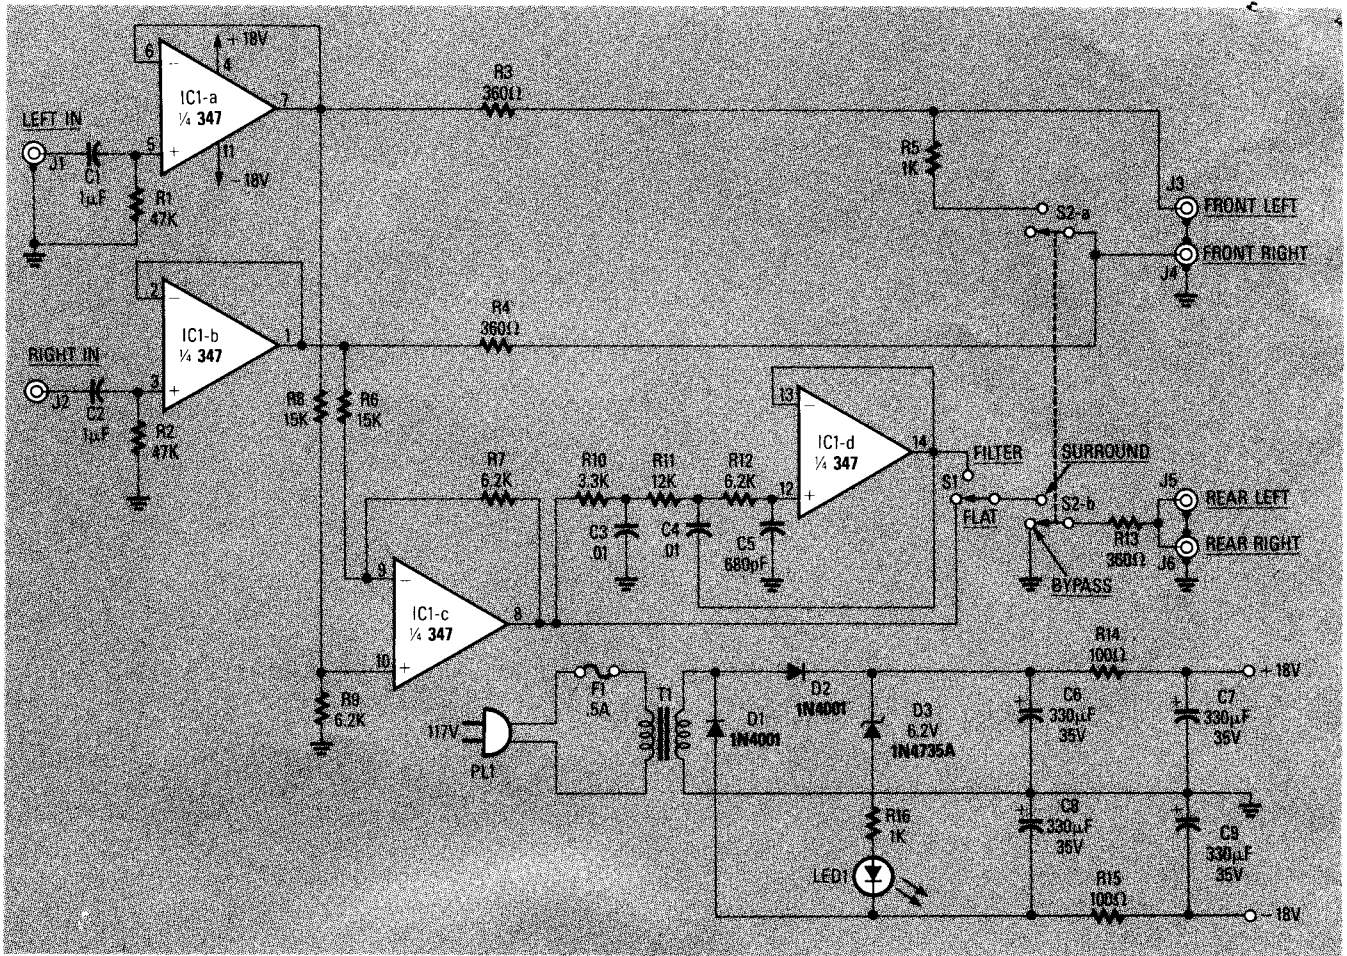 6
+18V
4
−
IC1-a
¼ 347
7
R3
360Ω
LEFT IN
J1
C1
1µF
5
+
11
−18V
R1
47K
R5
1K
J3
FRONT LEFT
S2-a
FRONT RIGHT
J4
2
−
IC1-b
¼ 347
1
R4
360Ω
RIGHT IN
J2
C2
1µF
3
+
R2
47K
R8
15K
R6
15K
13
−
IC1-d
¼ 347
14
12
+
R7
6.2K
R10
3.3K
R11
12K
R12
6.2K
C3
.01
C4
.01
C5
680pF
FILTER
S1
FLAT
SURROUND
S2-b
BYPASS
R13
360Ω
J5
REAR LEFT
REAR RIGHT
J6
9
−
IC1-c
¼ 347
8
10
+
R9
6.2K
117V
PL1
F1
.5A
T1
D1
1N4001
D2
1N4001
D3
6.2V
1N4735A
R14
100Ω
+18V
+
C6
330µF
35V
+
C7
330µF
35V
R16
1K
LED1
+
C8
330µF
35V
+
C9
330µF
35V
R15
100Ω
−18V